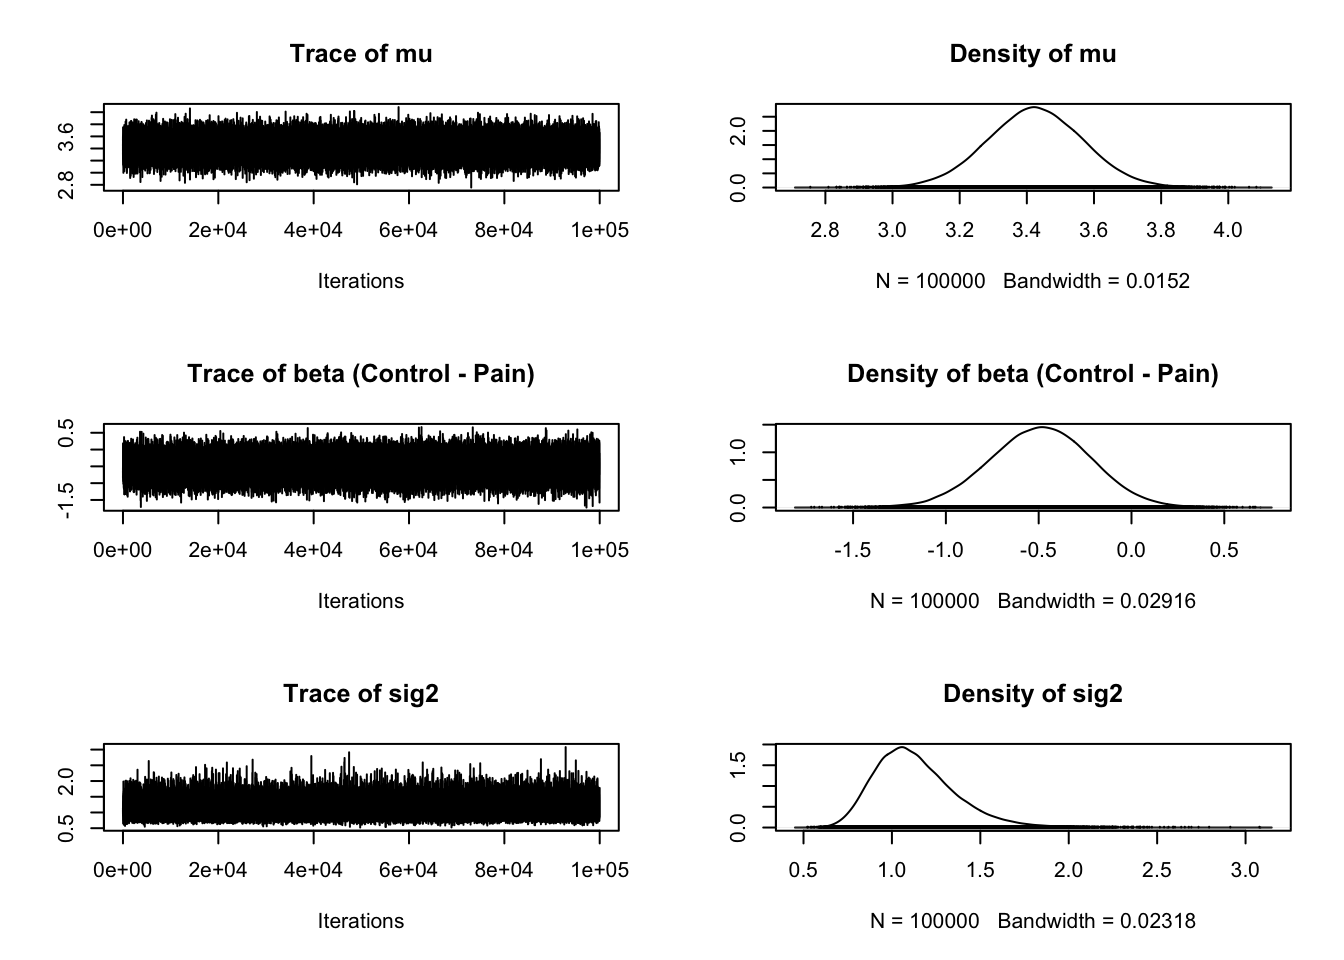 Trace of mu
2.8 3.6
0e+00 2e+04 4e+04 6e+04 8e+04 1e+05
Iterations
Density of mu
0.0 2.0
2.8 3.0 3.2 3.4 3.6 3.8 4.0
N = 100000 Bandwidth = 0.0152
Trace of beta (Control - Pain)
-1.5 0.5
0e+00 2e+04 4e+04 6e+04 8e+04 1e+05
Iterations
Density of beta (Control - Pain)
0.0 1.0
-1.5 -1.0 -0.5 0.0 0.5
N = 100000 Bandwidth = 0.02916
Trace of sig2
0.5 2.0
0e+00 2e+04 4e+04 6e+04 8e+04 1e+05
Iterations
Density of sig2
0.0 1.5
0.5 1.0 1.5 2.0 2.5 3.0
N = 100000 Bandwidth = 0.02318